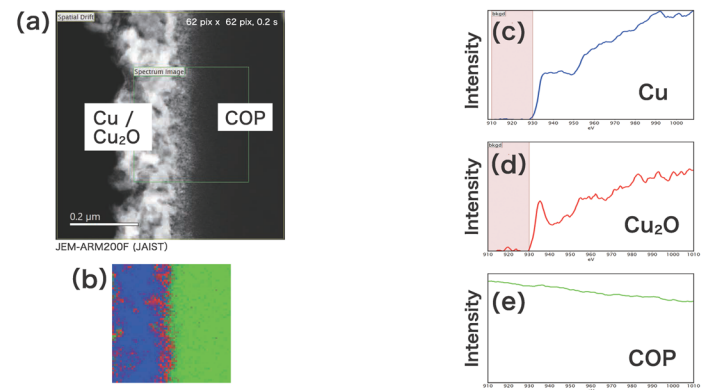 (a)
Spatial Drift
62 pix x 62 pix, 0.2 s
Spectrum Image
Cu /
Cu₂O
COP
0.2 μm
JEM-ARM200F (JAIST)
(b)
(c)
bkgd
Intensity
Cu
910 920 930 940 950 960 970 980 990 1000
eV
(d)
bkgd
Intensity
Cu₂O
910 920 930 940 950 960 970 980 990 1000 1010
eV
(e)
Intensity
COP
910 920 930 940 950 960 970 980 990 1000 1010